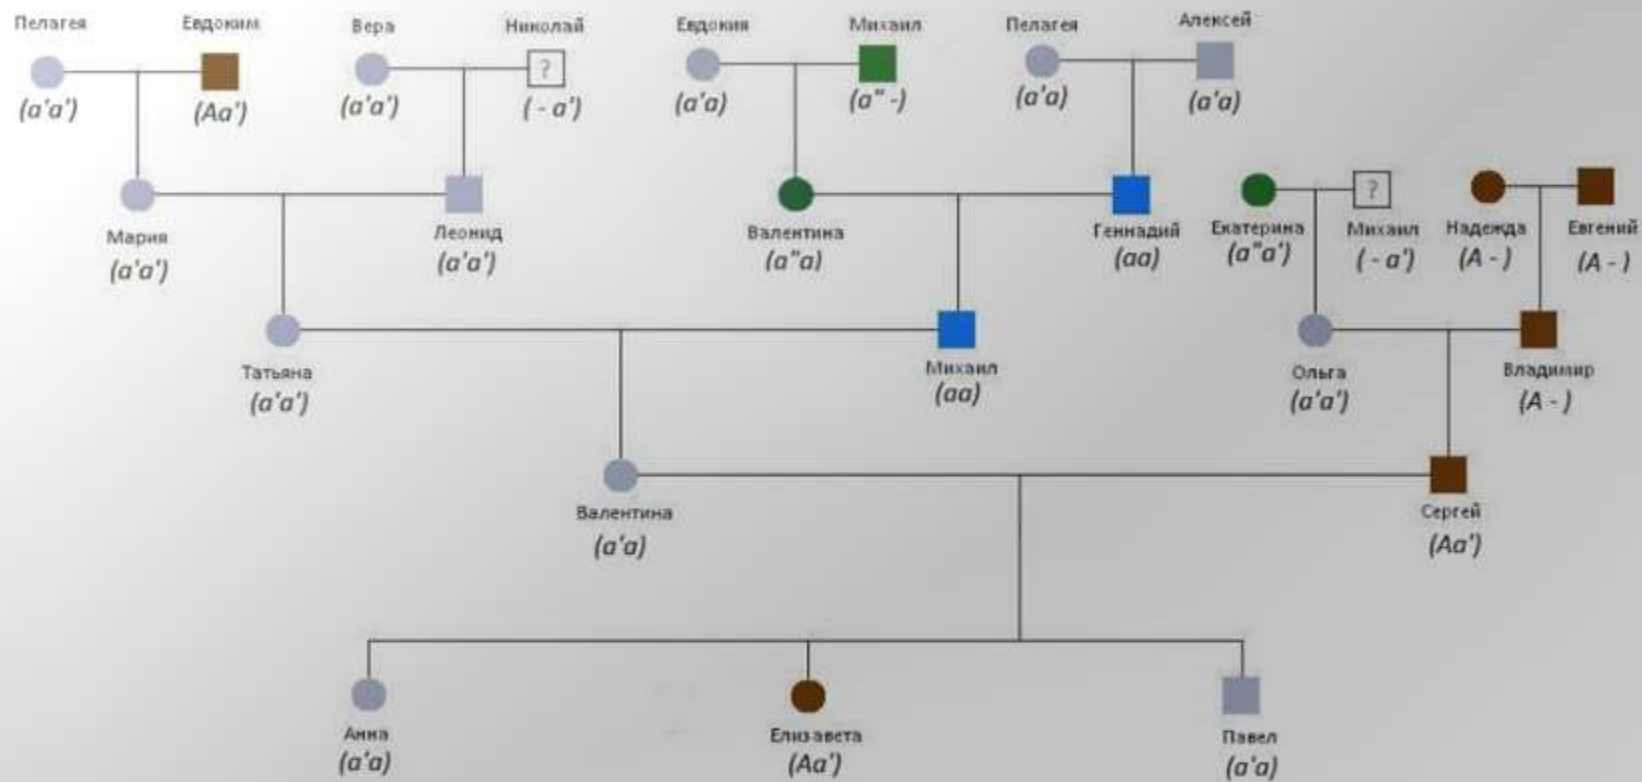 Пелагея Евдоким Вера Николай Евдокия Михаил Пелагея Алексей
? 
(a'a') (Aa') (a'a') ( - a') (a'a) (a" -) (a'a) (a'a)
?
Мария Леонид Валентина Геннадий Екатерина Михаил Надежда Евгений
(a'a') (a'a') (a"a) (aa) (a"a') ( - a') (A - ) (A - )
Татьяна Михаил Ольга Владимир
(a'a') (aa) (a'a') (A - )
Валентина Сергей
(a'a) (Aa')
Анна Елизавета Павел
(a'a) (Aa') (a'a)